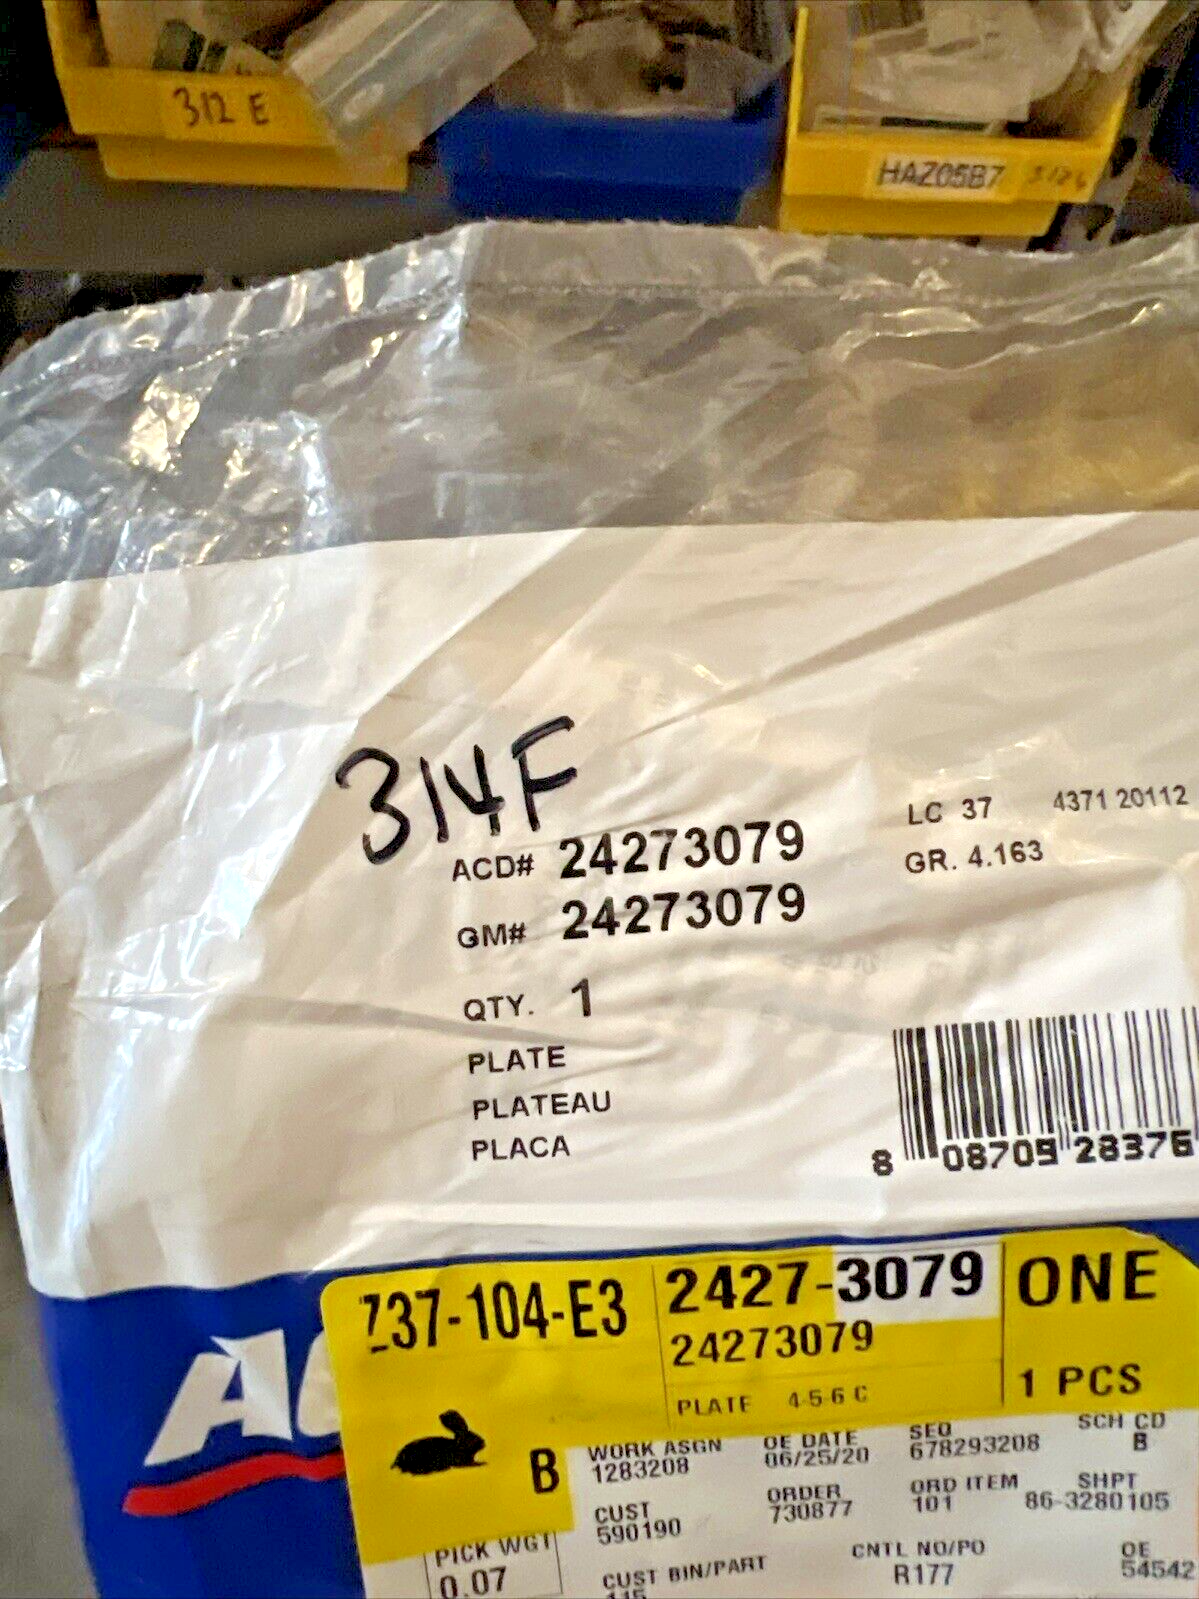 312 E
HAZ05B7
314F
ACD# 24273079
GM# 24273079
LC 37 4371 20112
GR. 4.163
QTY. 1
PLATE
PLATEAU
PLACA
8 08709 28376
AC
Z37-104-E3
2427-3079
24273079
PLATE 4-5-6 C
ONE
1 PCS
B
WORK ASGN
1283208
OE DATE
06/25/20
SEQ
678293208
SCH CD
B
CUST
590190
ORDER
730877
ORD ITEM
101
SHPT
86-3280105
PICK WGT
0.07
CUST BIN/PART
CNTL NO/PO
R177
OE
54542